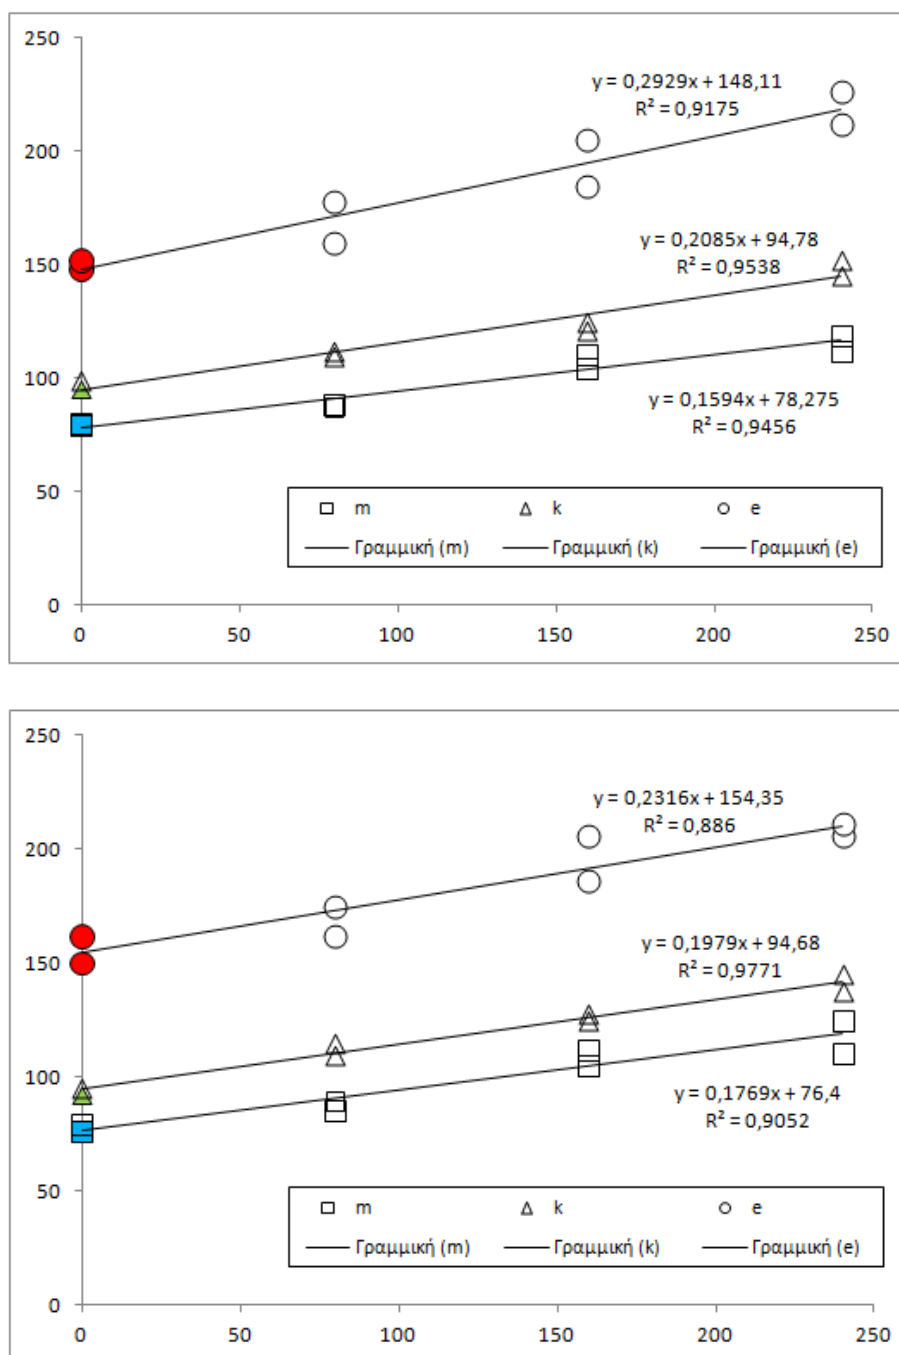 250
y = 0,2929x + 148,11
R² = 0,9175
200
y = 0,2085x + 94,78
R² = 0,9538
150
100
y = 0,1594x + 78,275
R² = 0,9456
50
m k e
Γραμμική (m) Γραμμική (k) Γραμμική (e)
0
0 50 100 150 200 250
250
y = 0,2316x + 154,35
R² = 0,886
200
y = 0,1979x + 94,68
R² = 0,9771
150
100
y = 0,1769x + 76,4
R² = 0,9052
50
m k e
Γραμμική (m) Γραμμική (k) Γραμμική (e)
0
0 50 100 150 200 250